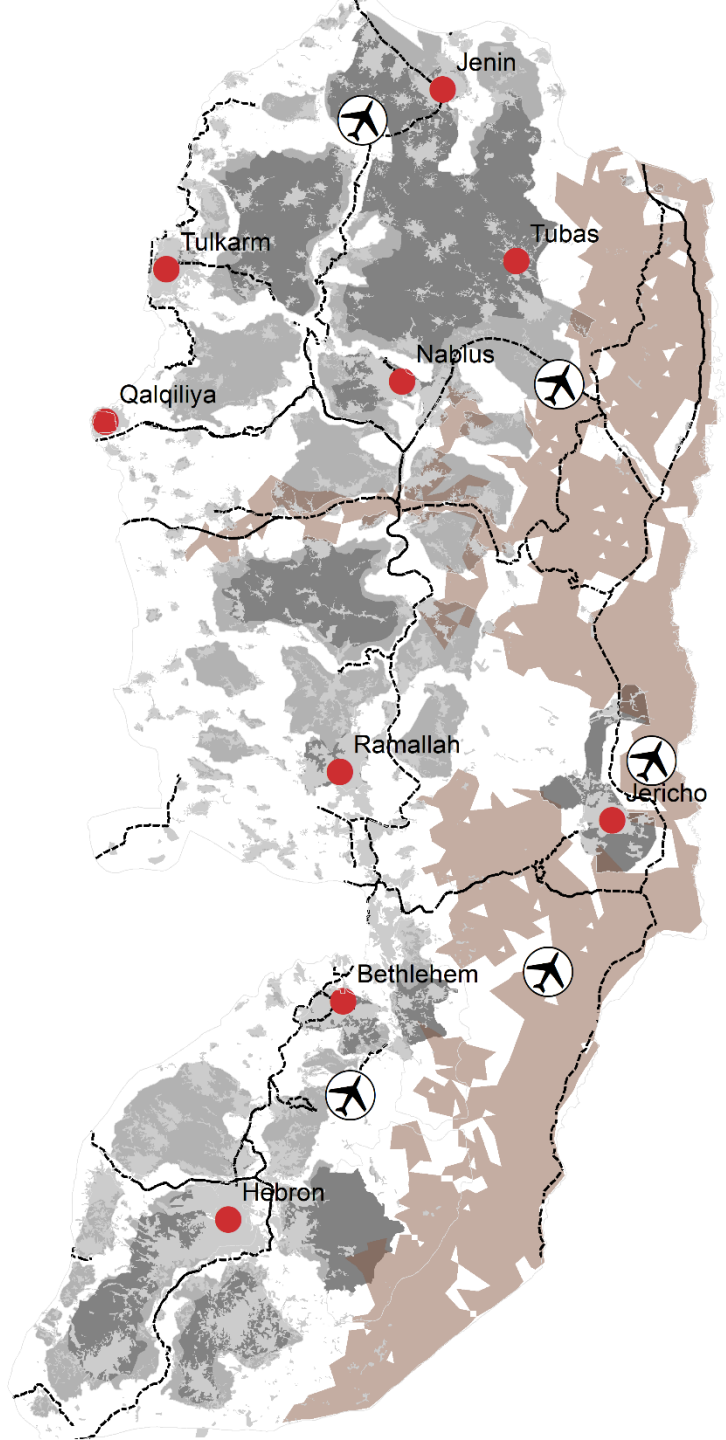 Jenin
Tulkarm
Tubas
Nablus
Qalqiliya
Ramallah
Jericho
Bethlehem
Hebron